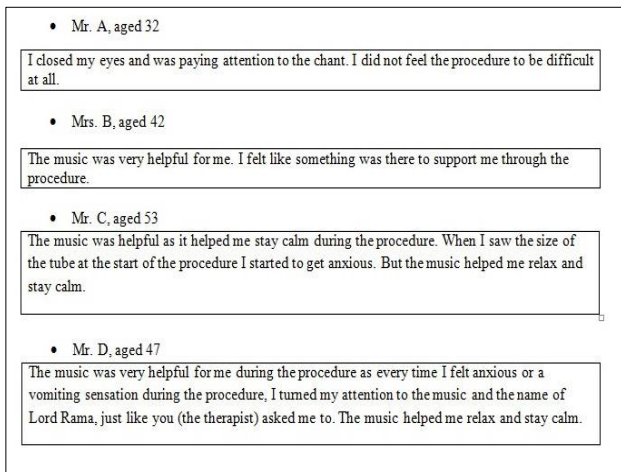 • Mr. A, aged 32
I closed my eyes and was paying attention to the chant. I did not feel the procedure to be difficult
at all.
• Mrs. B, aged 42
The music was very helpful for me. I felt like something was there to support me through the
procedure.
• Mr. C, aged 53
The music was helpful as it helped me stay calm during the procedure. When I saw the size of
the tube at the start of the procedure I started to get anxious. But the music helped me relax and
stay calm.
• Mr. D, aged 47
The music was very helpful for me during the procedure as every time I felt anxious or a
vomiting sensation during the procedure, I turned my attention to the music and the name of
Lord Rama, just like you (the therapist) asked me to. The music helped me relax and stay calm.